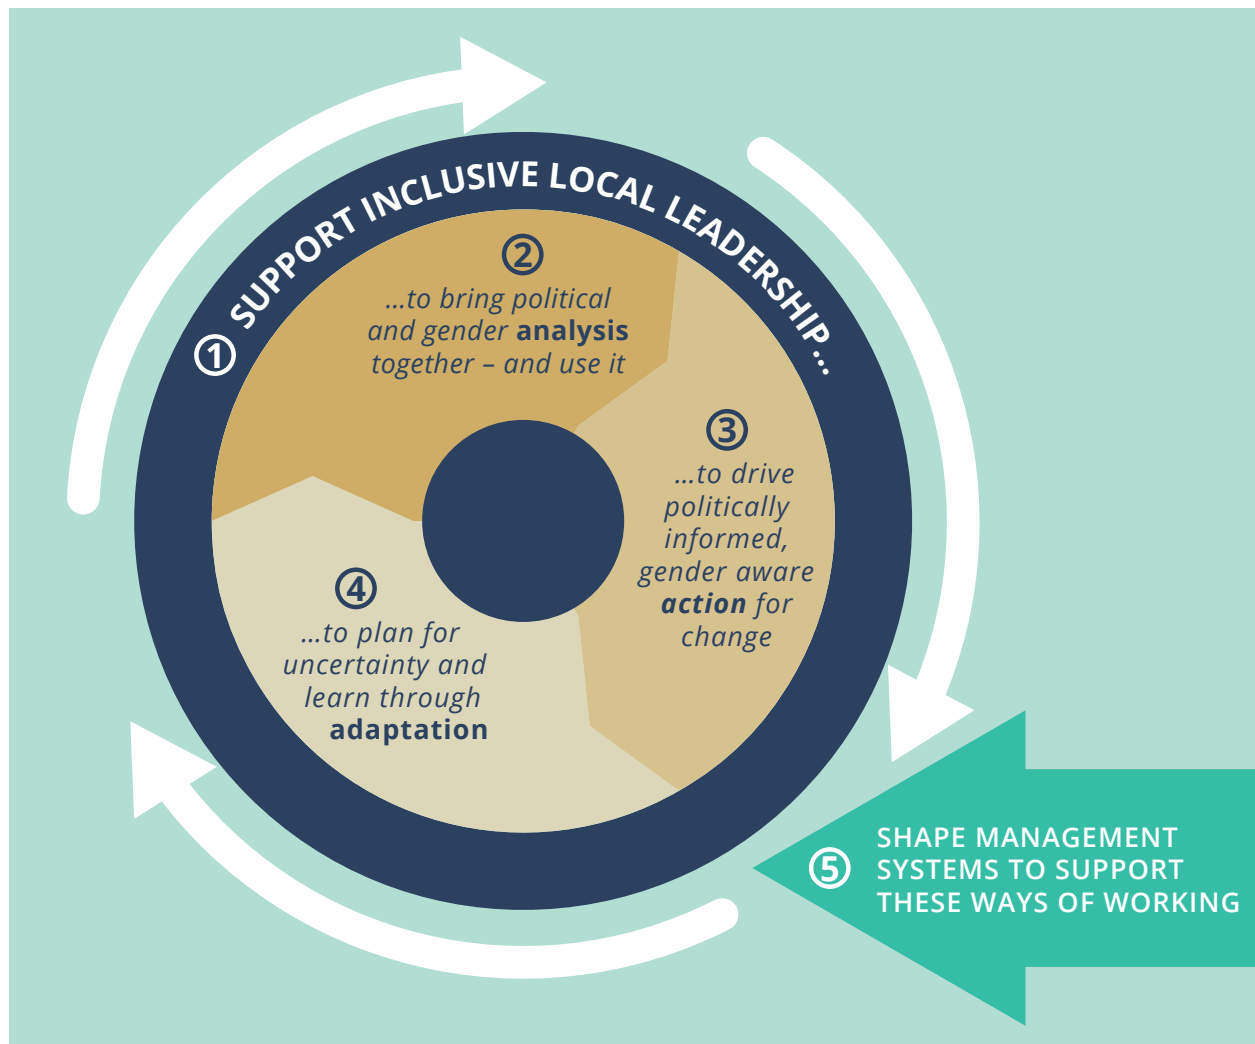 ① SUPPORT INCLUSIVE LOCAL LEADERSHIP...
②
...to bring political
and gender analysis
together – and use it
③
...to drive
politically
informed,
gender aware
action for
change
④
...to plan for
uncertainty and
learn through
adaptation
⑤
SHAPE MANAGEMENT
SYSTEMS TO SUPPORT
THESE WAYS OF WORKING